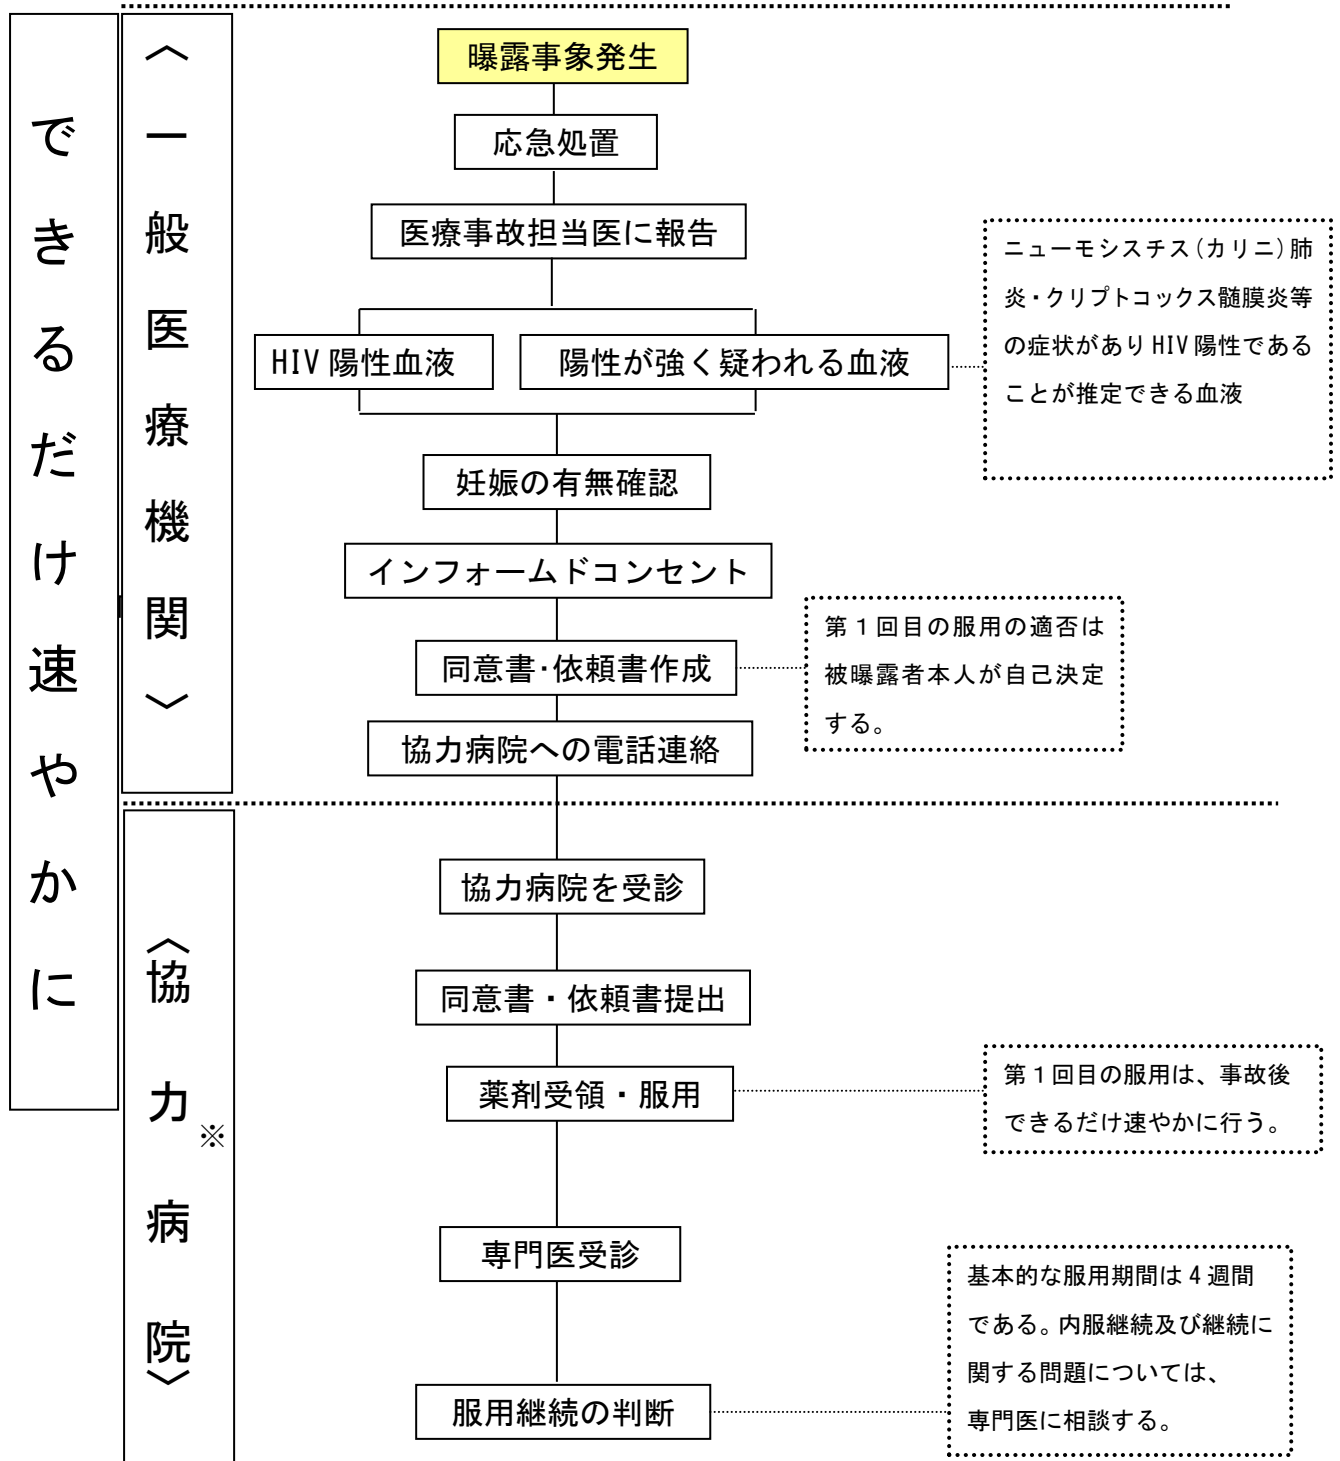 できるだけ速やかに
〈一般医療機関〉
曝露事象発生
応急処置
医療事故担当医に報告
HIV 陽性血液
陽性が強く疑われる血液
ニューモシスチス(カリニ)肺
炎・クリプトコックス髄膜炎等
の症状があり HIV 陽性である
ことが推定できる血液
妊娠の有無確認
インフォームドコンセント
同意書・依頼書作成
第1回目の服用の適否は
被曝露者本人が自己決定
する。
協力病院への電話連絡
〈協力病院〉
※
協力病院を受診
同意書・依頼書提出
薬剤受領・服用
第1回目の服用は、事故後
できるだけ速やかに行う。
専門医受診
服用継続の判断
基本的な服用期間は 4 週間
である。内服継続及び継続に
関する問題については、
専門医に相談する。